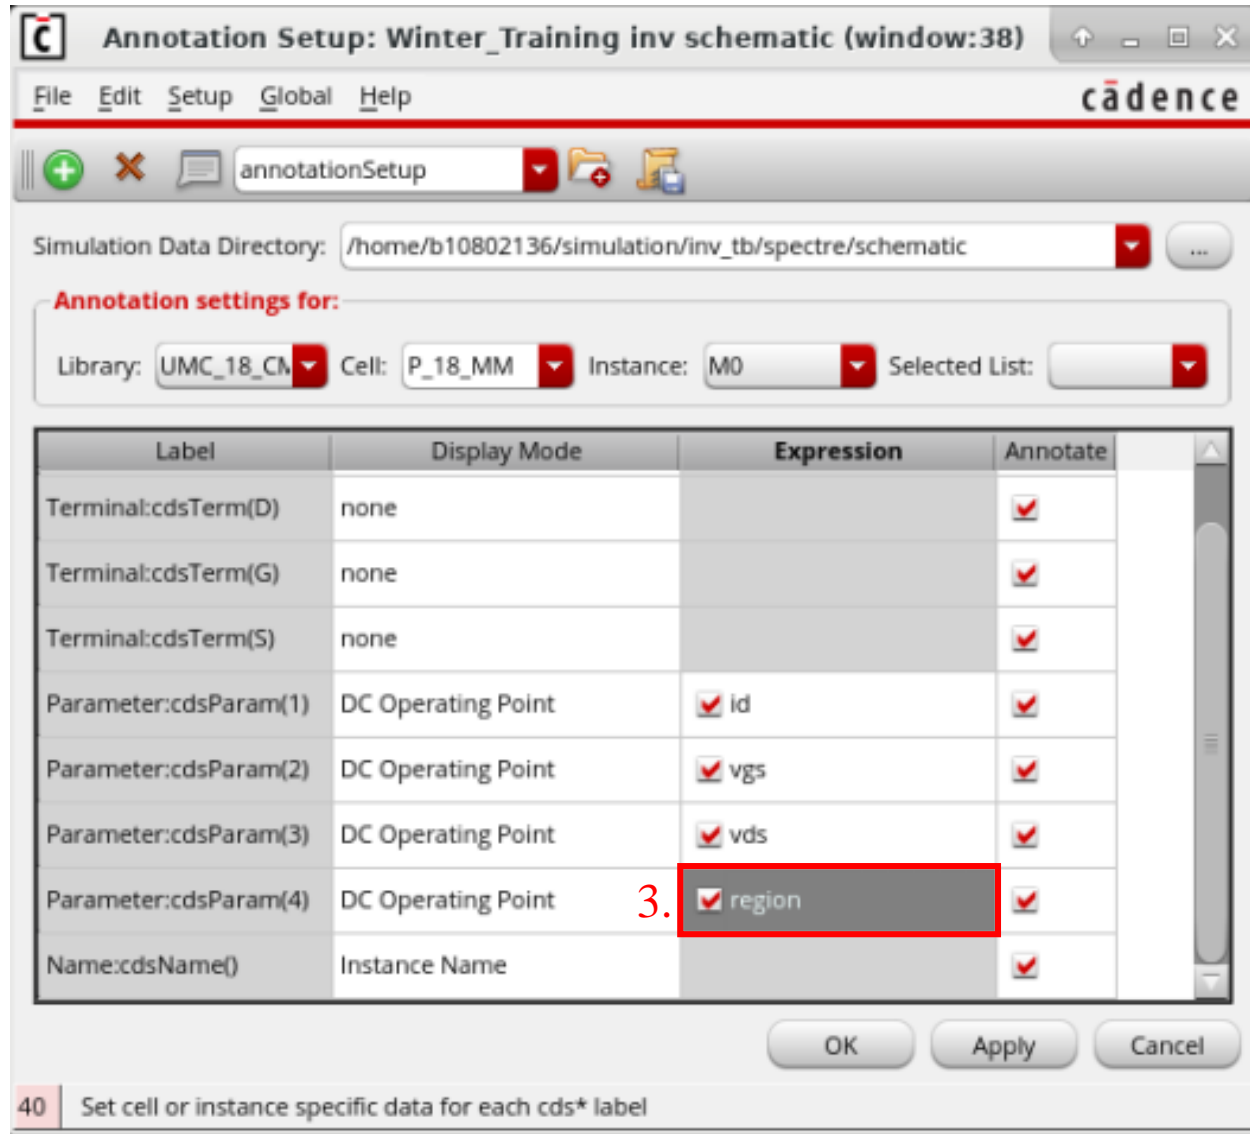 Annotation Setup: Winter_Training inv schematic (window:38)
File Edit Setup Global Help
cādence
annotationSetup
Simulation Data Directory: /home/b10802136/simulation/inv_tb/spectre/schematic ...
Annotation settings for:
Library: UMC_18_CM Cell: P_18_MM Instance: M0 Selected List:
Label Display Mode Expression Annotate
Terminal:cdsTerm(D) none
Terminal:cdsTerm(G) none
Terminal:cdsTerm(S) none
Parameter:cdsParam(1) DC Operating Point id
Parameter:cdsParam(2) DC Operating Point vgs
Parameter:cdsParam(3) DC Operating Point vds
Parameter:cdsParam(4) DC Operating Point 3. region
Name:cdsName() Instance Name
OK Apply Cancel
40 Set cell or instance specific data for each cds* label